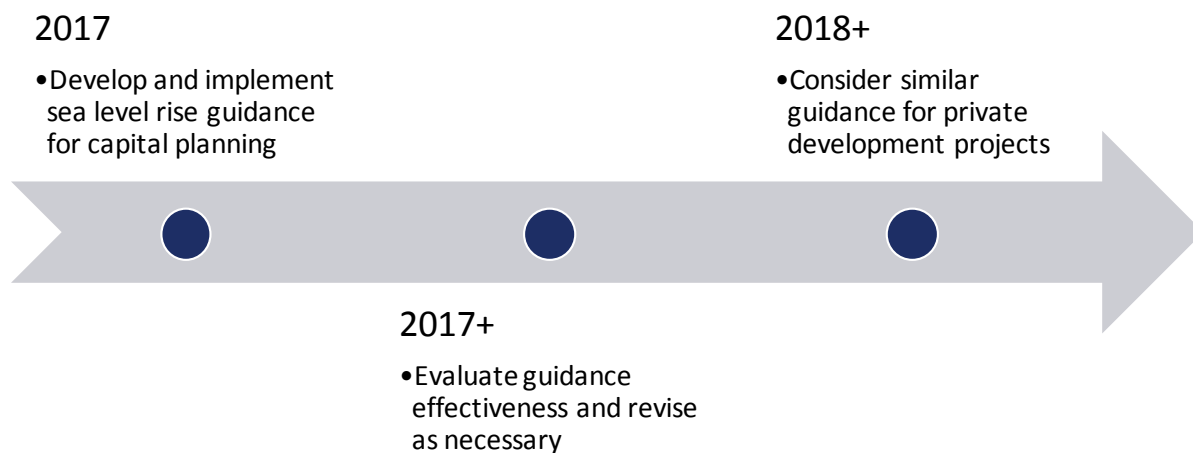 2017
•Develop and implement
sea level rise guidance
for capital planning
2017+
•Evaluate guidance
effectiveness and revise
as necessary
2018+
•Consider similar
guidance for private
development projects